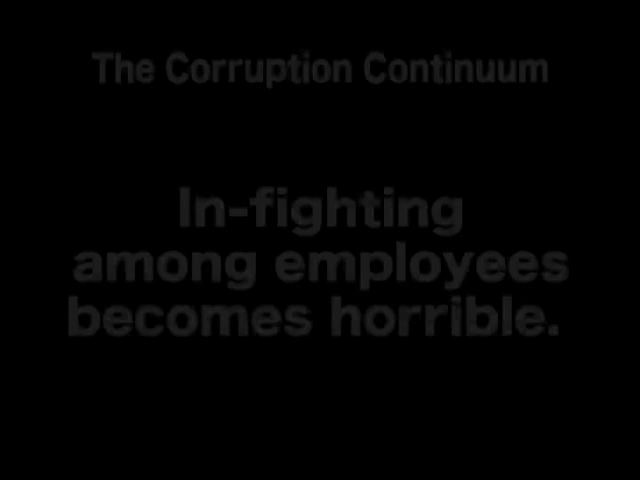 The Corruption Continuum
In-fighting
among employees
becomes horrible.